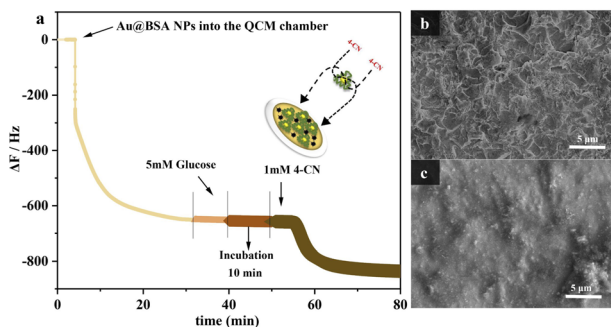 a
Au@BSA NPs into the QCM chamber
0
-200
-400
-600
-800
ΔF / Hz
4-CN
4-CN
5mM Glucose
1mM 4-CN
Incubation
10 min
0
20
40
60
80
time (min)
b
5 μm
c
5 μm